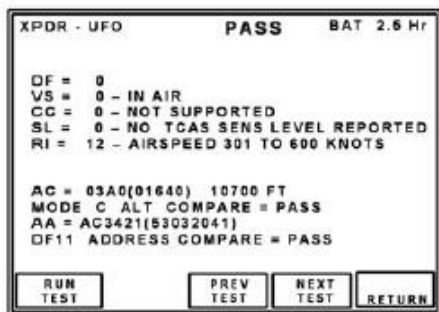 XPDR - UFO PASS BAT 2.5 Hr
DF = 0
VS = 0 - IN AIR
CC = 0 - NOT SUPPORTED
SL = 0 - NO TCAS SENS LEVEL REPORTED
RI = 12 - AIRSPEED 301 TO 600 KNOTS
AC = 03A0(01640) 10700 FT
MODE C ALT COMPARE = PASS
AA = AC3421(53032041)
DF11 ADDRESS COMPARE = PASS
RUN TEST
PREV TEST
NEXT TEST
RETURN